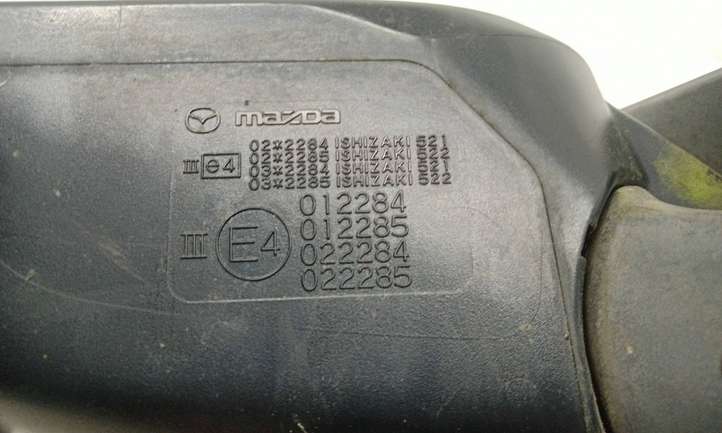 mazda
02*2284 ISHIZAKI 521
02*2285 ISHIZAKI 522
03*2284 ISHIZAKI 521
03*2285 ISHIZAKI 522
III e4
012284
012285
III E4
022284
022285